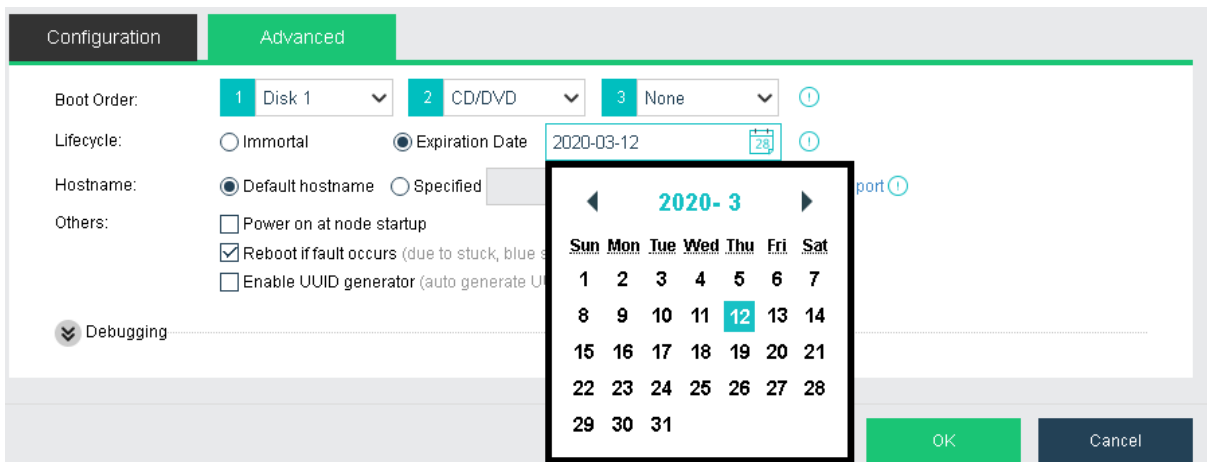 Configuration Advanced
Boot Order: 1 Disk 1 2 CD/DVD 3 None
Lifecycle: Immortal Expiration Date 2020-03-12 28
Hostname: Default hostname Specified port
Others: Power on at node startup
Reboot if fault occurs (due to stuck, blue s
Enable UUID generator (auto generate U
Debugging
2020- 3
Sun Mon Tue Wed Thu Fri Sat
1 2 3 4 5 6 7
8 9 10 11 12 13 14
15 16 17 18 19 20 21
22 23 24 25 26 27 28
29 30 31
OK Cancel